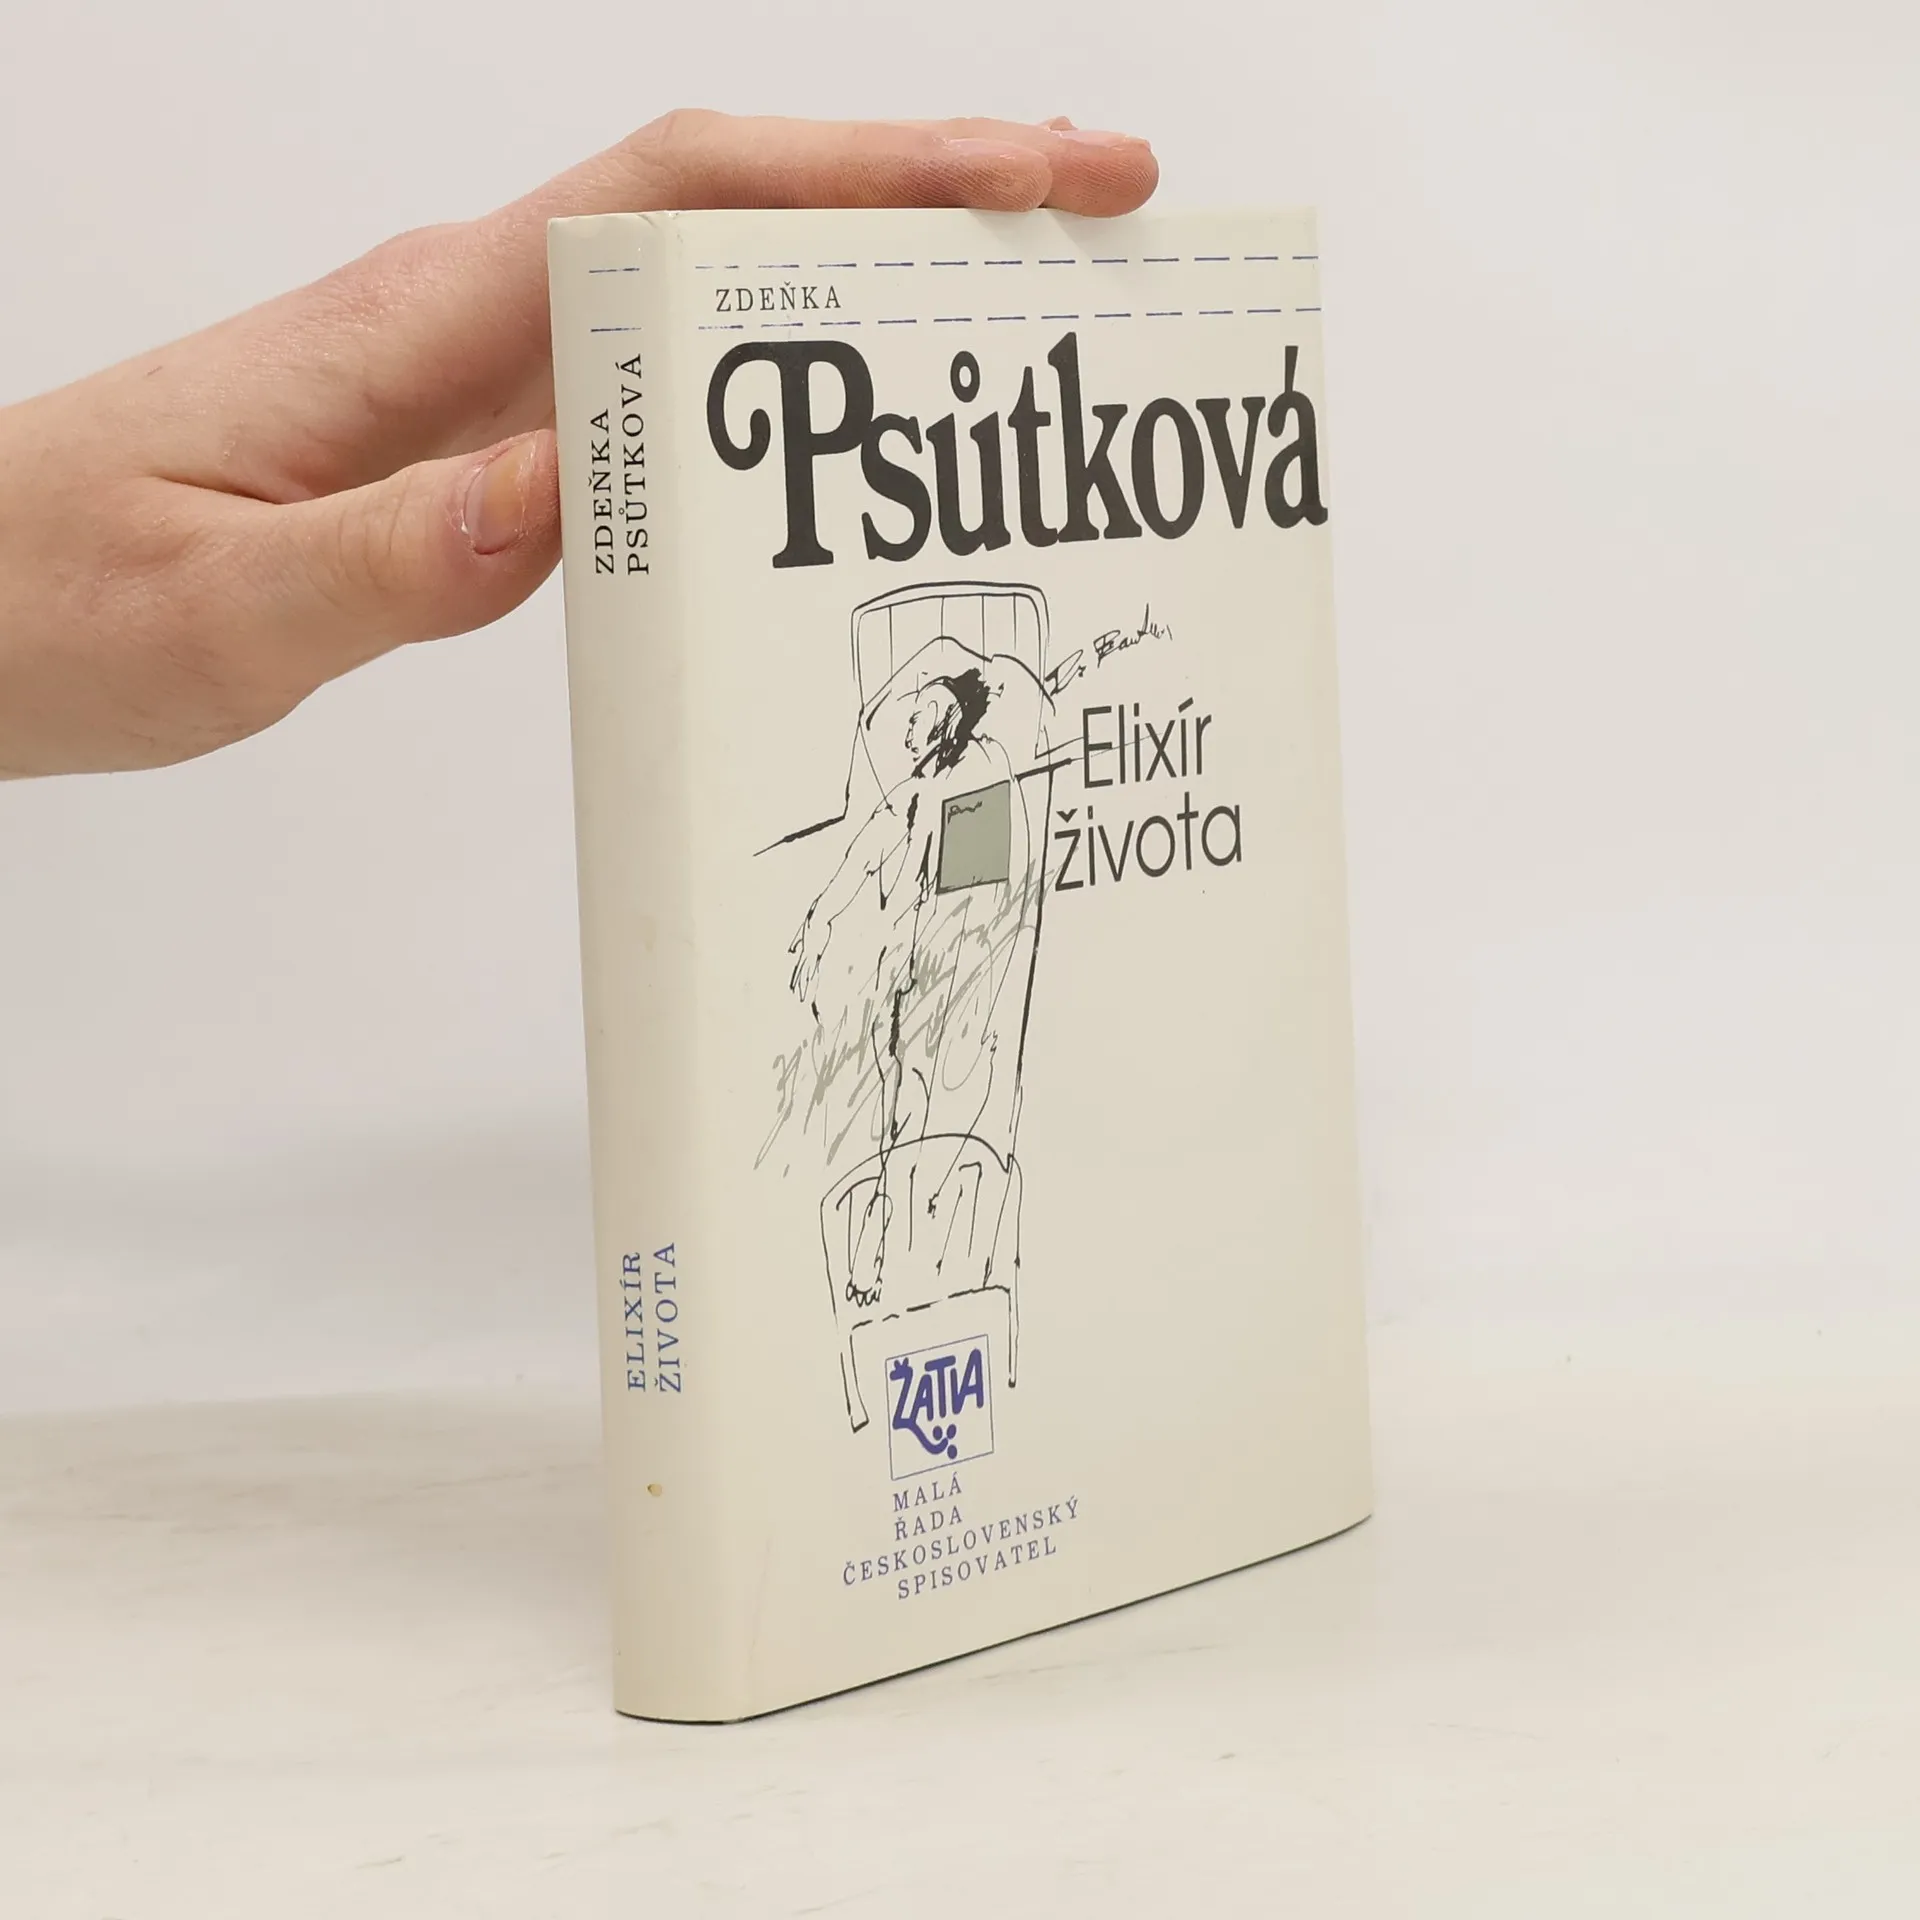 ZDEŇKA
PSŮTKOVÁ
ELIXÍR
ŽIVOTA
ZDEŇKA
Psůtková
Elixír
života
ŽATVA
MALÁ
ŘADA
ČESKOSLOVENSKÝ
SPISOVATEL